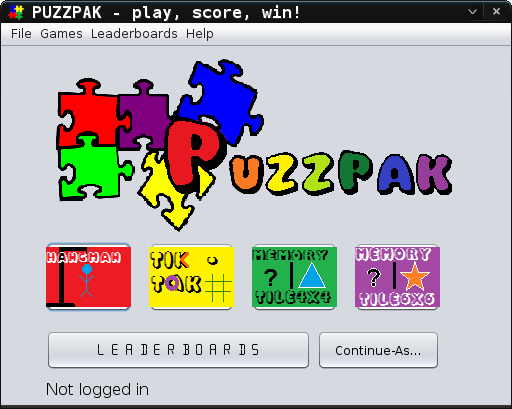 PUZZPAK - play, score, win!
File Games Leaderboards Help
PUZZPAK
HANGMAN
TIK TAK
MEMORY
?
TILE4X4
MEMORY
?
TILE6X6
LEADERBOARDS
Continue-As...
Not logged in